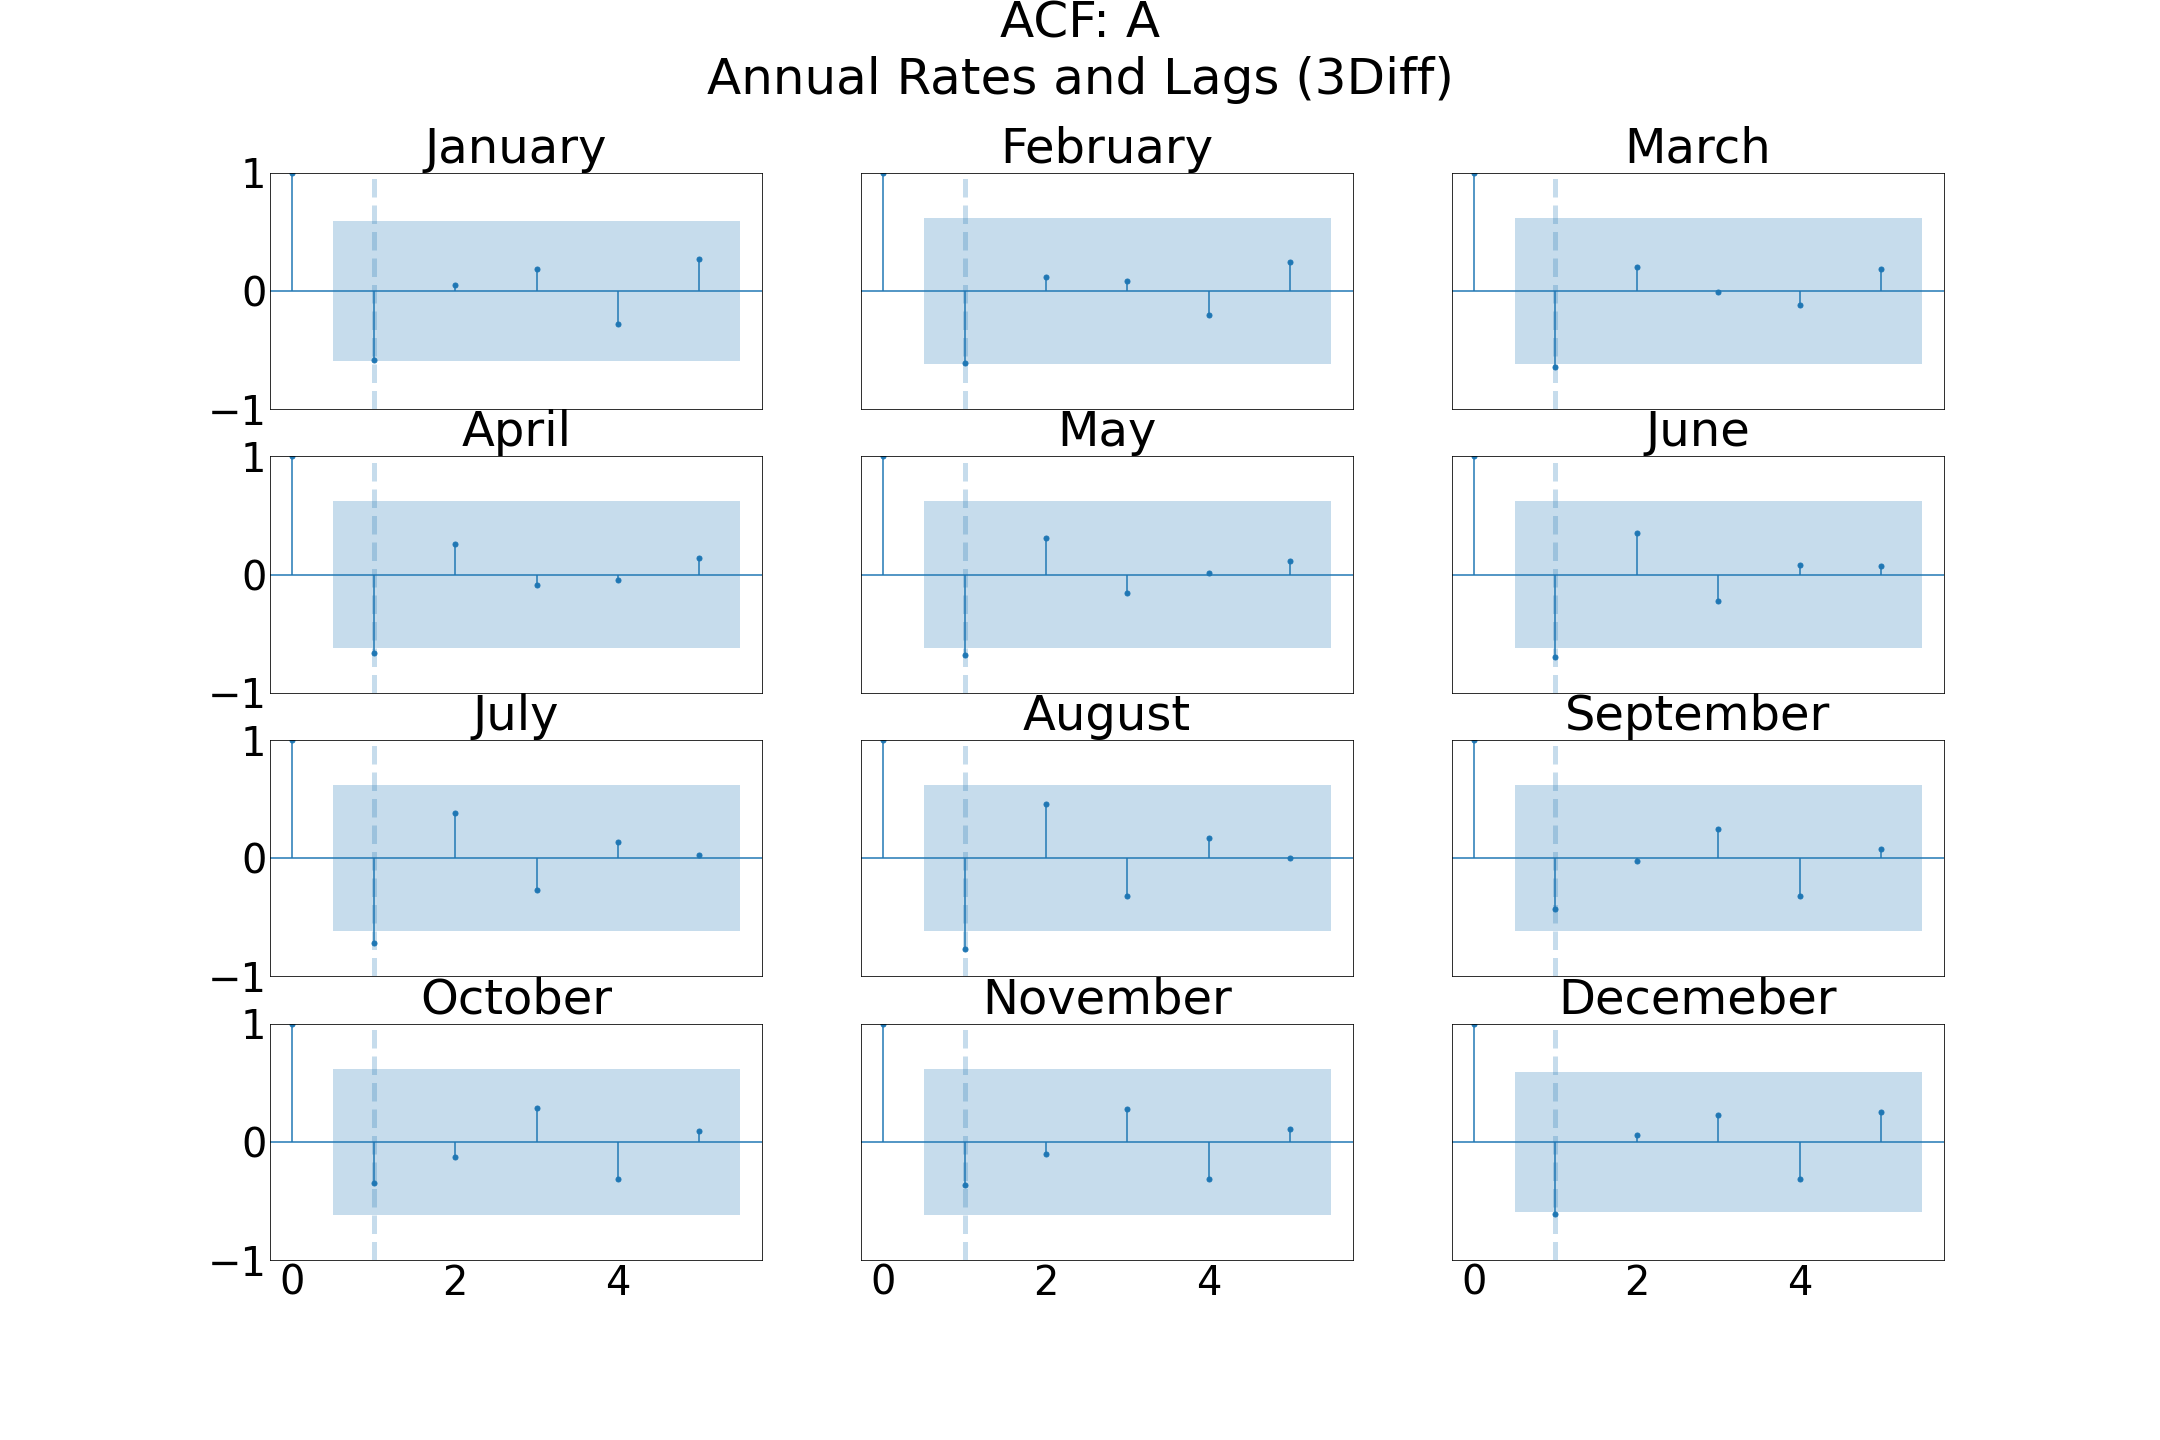 ACF: A
Annual Rates and Lags (3Diff)
January February March
1
0
−1
April May June
1
0
−1
July August September
1
0
−1
October November Decemeber
1
0
−1
0 2 4 0 2 4 0 2 4